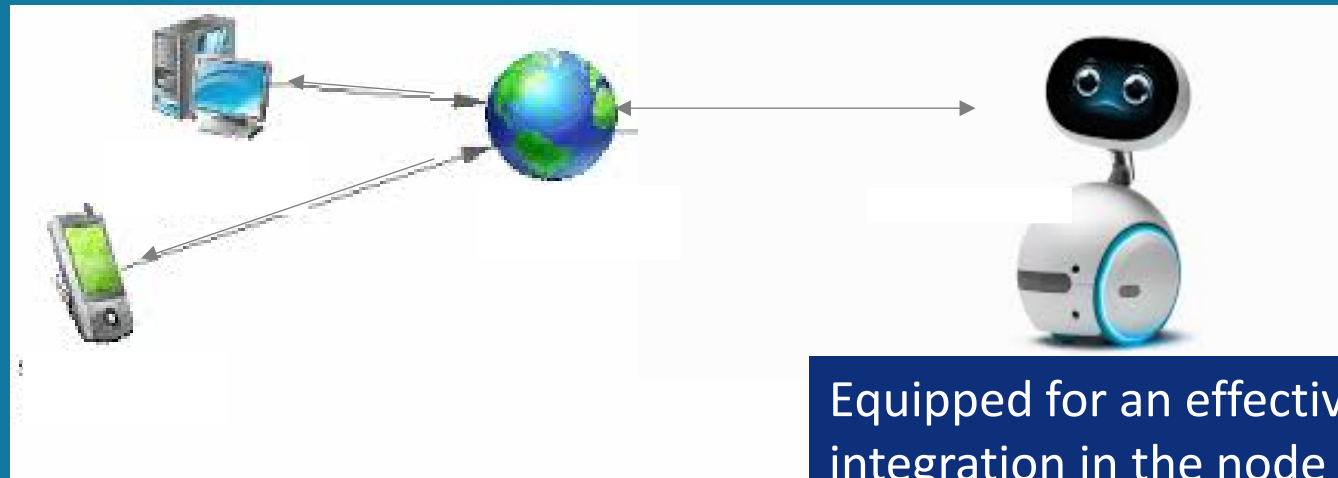 Equipped for an effectiv
integration in the node